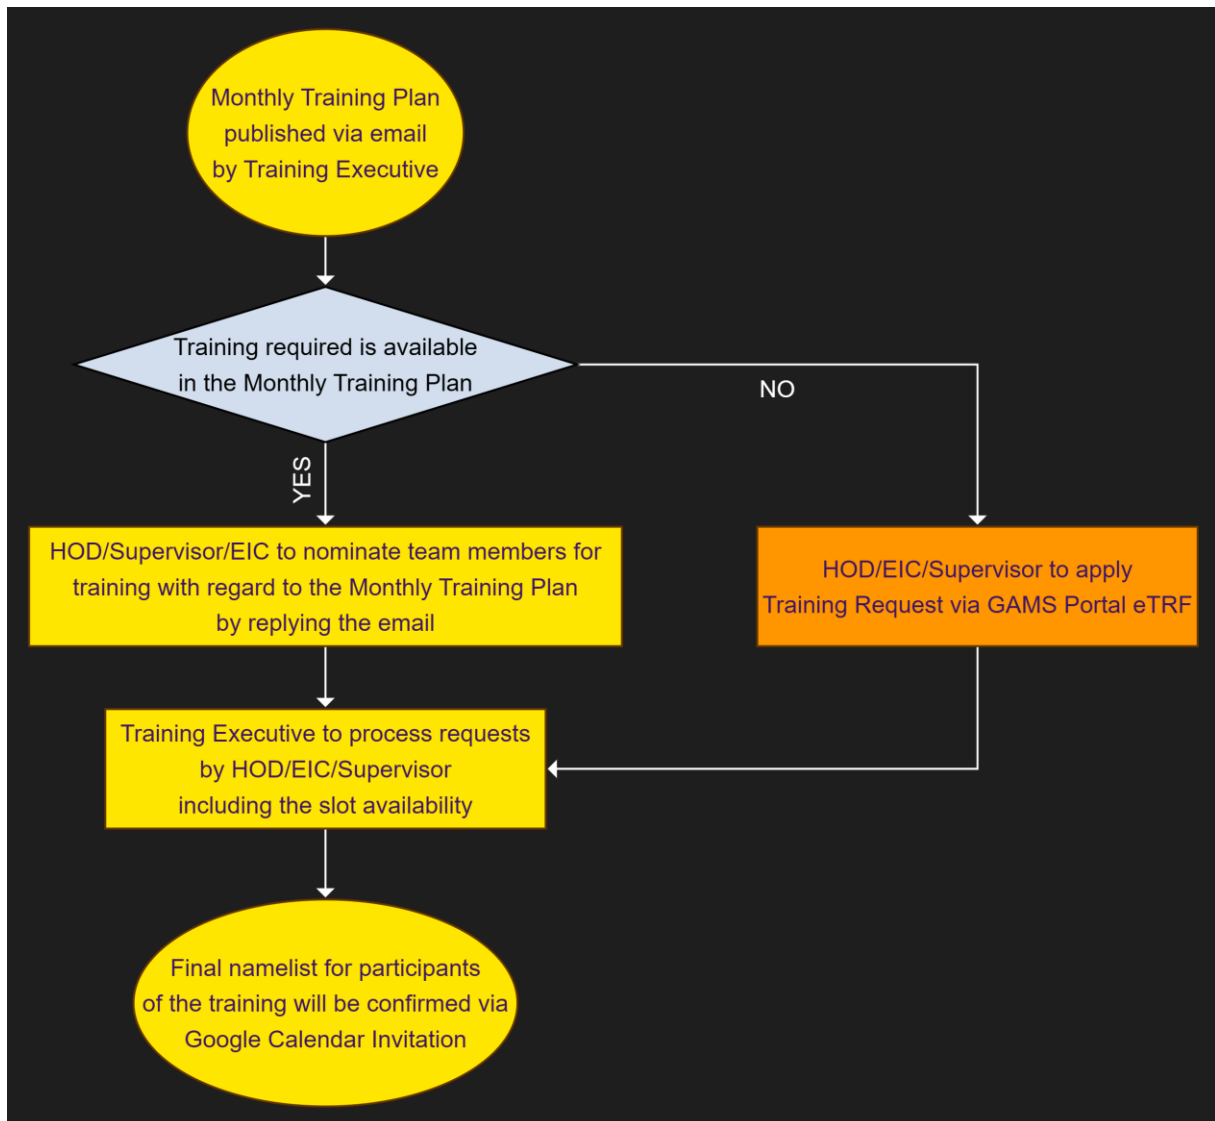 Monthly Training Plan
published via email
by Training Executive
Training required is available
in the Monthly Training Plan
NO
YES
HOD/Supervisor/EIC to nominate team members for
training with regard to the Monthly Training Plan
by replying the email
HOD/EIC/Supervisor to apply
Training Request via GAMS Portal eTRF
Training Executive to process requests
by HOD/EIC/Supervisor
including the slot availability
Final namelist for participants
of the training will be confirmed via
Google Calendar Invitation